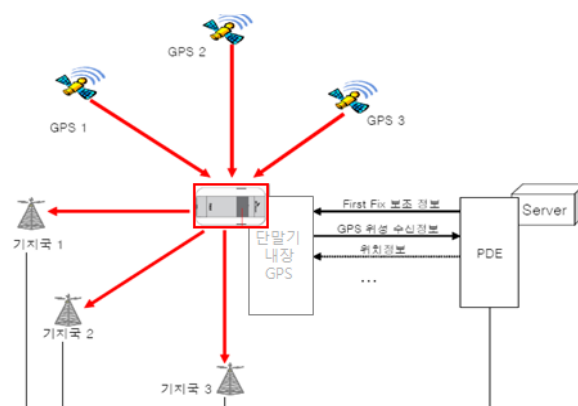 GPS 2
GPS 1
GPS 3
First Fix 보조 정보
Server
기지국 1
GPS 위성 수신정보
단말기
내장
GPS
위치정보
PDE
...
기지국 2
기지국 3